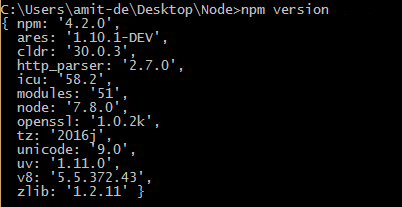 C:\Users\amit-de\Desktop\Node>npm version
{ npm: '4.2.0',
  ares: '1.10.1-DEV',
  cldr: '30.0.3',
  http_parser: '2.7.0',
  icu: '58.2',
  modules: '51',
  node: '7.8.0',
  openssl: '1.0.2k',
  tz: '2016j',
  unicode: '9.0',
  uv: '1.11.0',
  v8: '5.5.372.43',
  zlib: '1.2.11' }